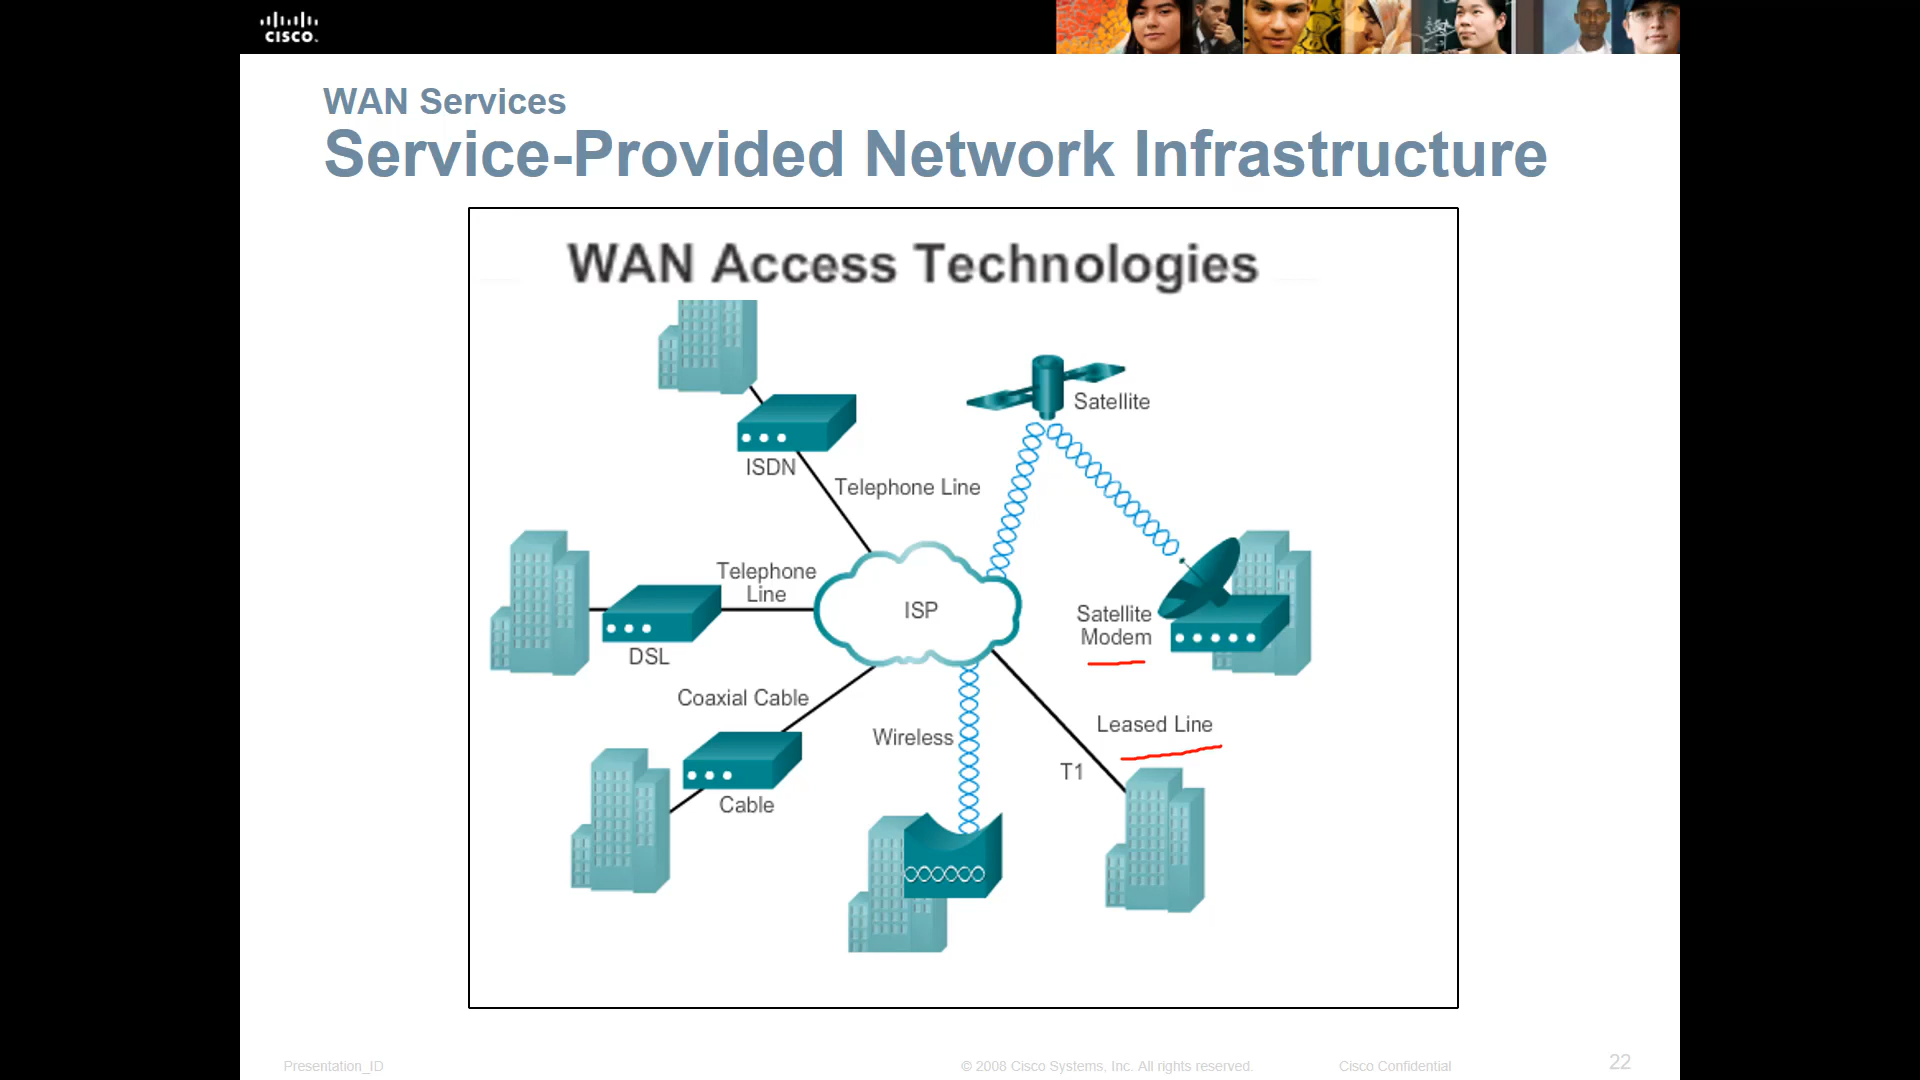 CISCO.
WAN Services
Service-Provided Network Infrastructure
WAN Access Technologies
Satellite
ISDN
Telephone Line
Telephone
Line
ISP
DSL
Satellite
Modem
Coaxial Cable
Wireless
Leased Line
T1
Cable
Presentation_ID
© 2008 Cisco Systems, Inc. All rights reserved.
Cisco Confidential
22